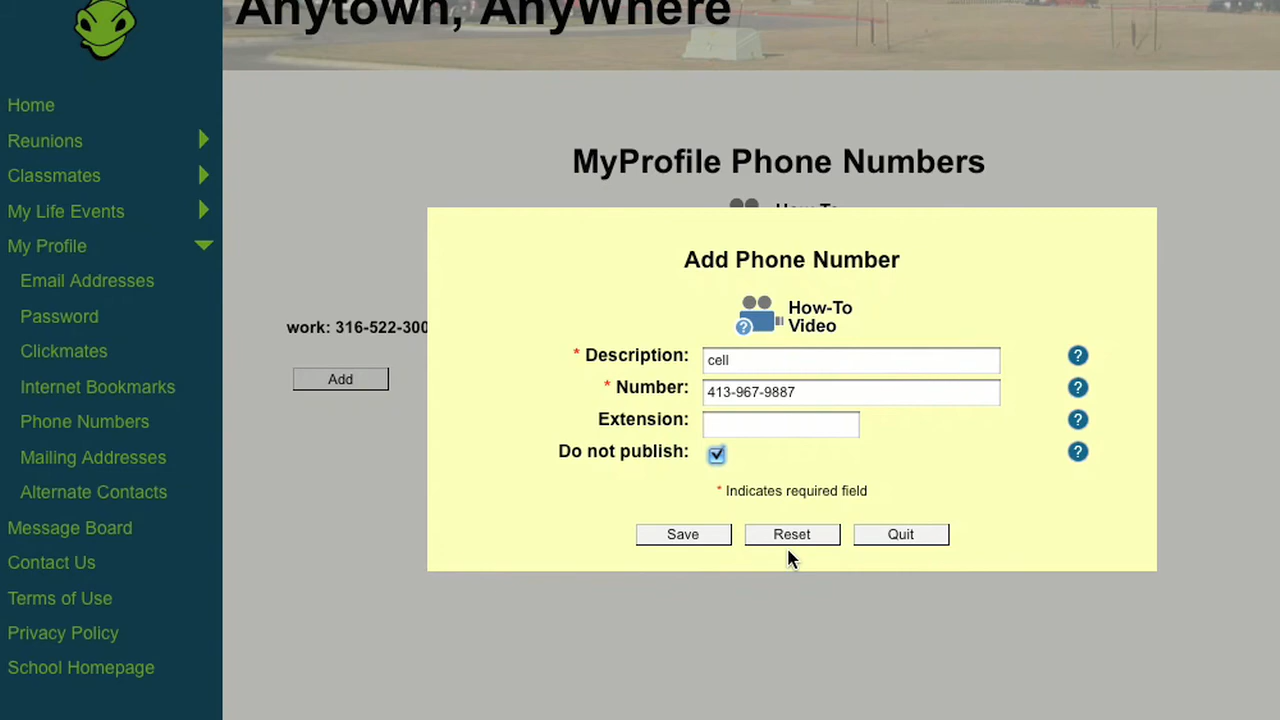 Anytown, AnyWhere
Home
Reunions
Classmates
My Life Events
My Profile
Email Addresses
Password
Clickmates
Internet Bookmarks
Phone Numbers
Mailing Addresses
Alternate Contacts
Message Board
Contact Us
Terms of Use
Privacy Policy
School Homepage
MyProfile Phone Numbers
How-To
work: 316-522-300
Add
Add Phone Number
How-To
Video
* Description: cell ?
* Number: 413-967-9887 ?
Extension: ?
Do not publish: ?
* Indicates required field
Save Reset Quit